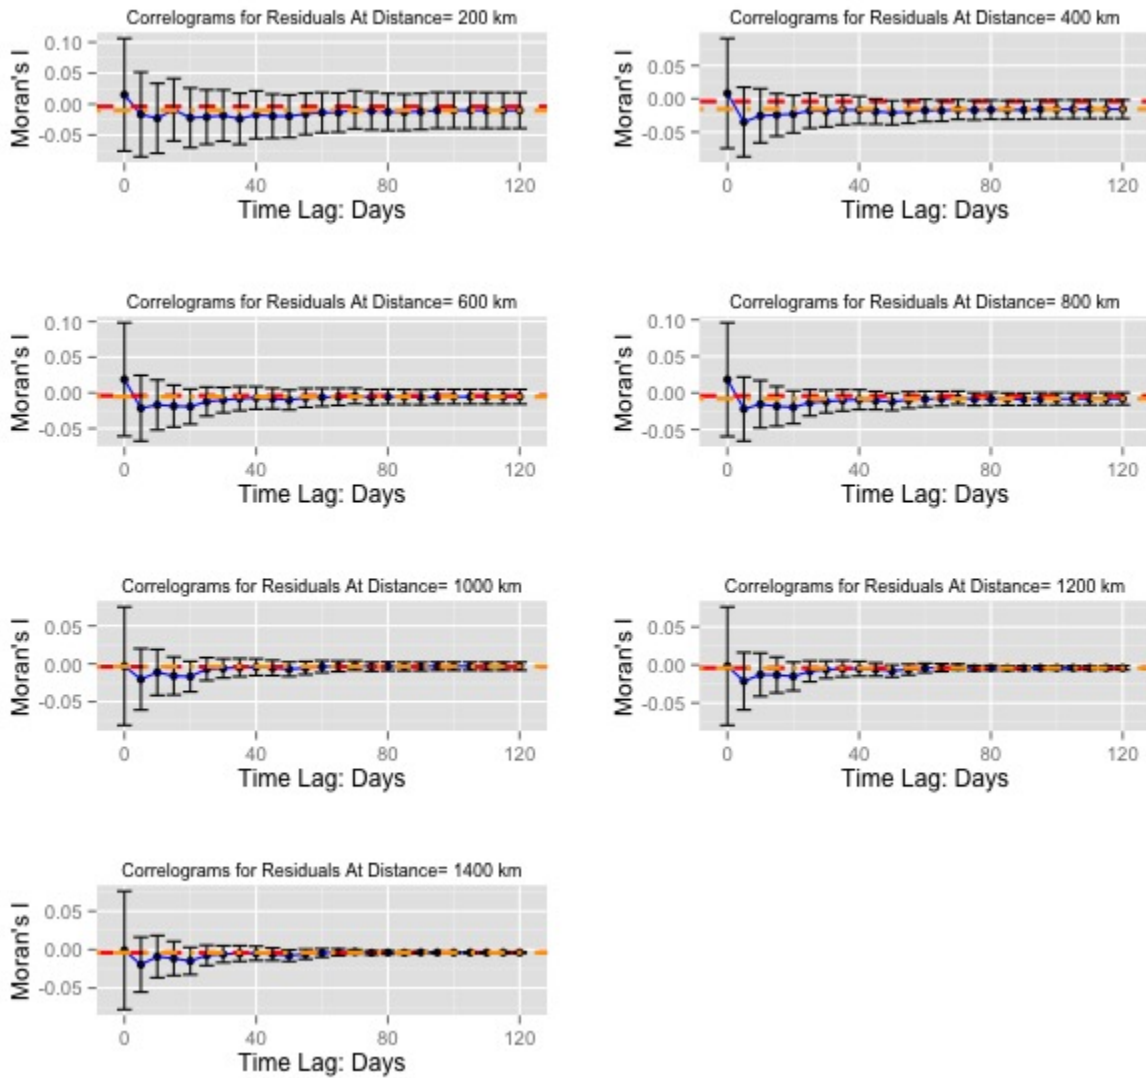 Correlograms for Residuals At Distance= 200 km
0.10
0.05
0.00
-0.05
Moran's I
0 40 80 120
Time Lag: Days
Correlograms for Residuals At Distance= 400 km
0.05
0.00
-0.05
Moran's I
0 40 80 120
Time Lag: Days
Correlograms for Residuals At Distance= 600 km
0.10
0.05
0.00
-0.05
Moran's I
0 40 80 120
Time Lag: Days
Correlograms for Residuals At Distance= 800 km
0.10
0.05
0.00
-0.05
Moran's I
0 40 80 120
Time Lag: Days
Correlograms for Residuals At Distance= 1000 km
0.05
0.00
-0.05
Moran's I
0 40 80 120
Time Lag: Days
Correlograms for Residuals At Distance= 1200 km
0.05
0.00
-0.05
Moran's I
0 40 80 120
Time Lag: Days
Correlograms for Residuals At Distance= 1400 km
0.05
0.00
-0.05
Moran's I
0 40 80 120
Time Lag: Days